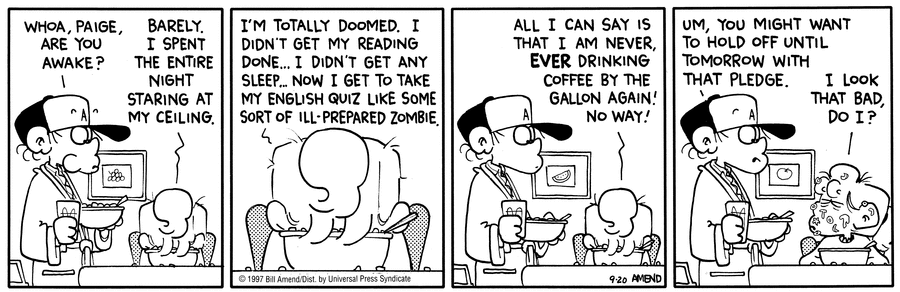 WHOA, PAIGE,
ARE YOU
AWAKE?
BARELY.
I SPENT
THE ENTIRE
NIGHT
STARING AT
MY CEILING.
A
I'M TOTALLY DOOMED. I
DIDN'T GET MY READING
DONE... I DIDN'T GET ANY
SLEEP... NOW I GET TO TAKE
MY ENGLISH QUIZ LIKE SOME
SORT OF ILL-PREPARED ZOMBIE.
© 1997 Bill Amend/Dist. by Universal Press Syndicate
ALL I CAN SAY IS
THAT I AM NEVER,
EVER DRINKING
COFFEE BY THE
GALLON AGAIN!
NO WAY!
A
9-20 AMEND
UM, YOU MIGHT WANT
TO HOLD OFF UNTIL
TOMORROW WITH
THAT PLEDGE.
I LOOK
THAT BAD,
DO I?
A